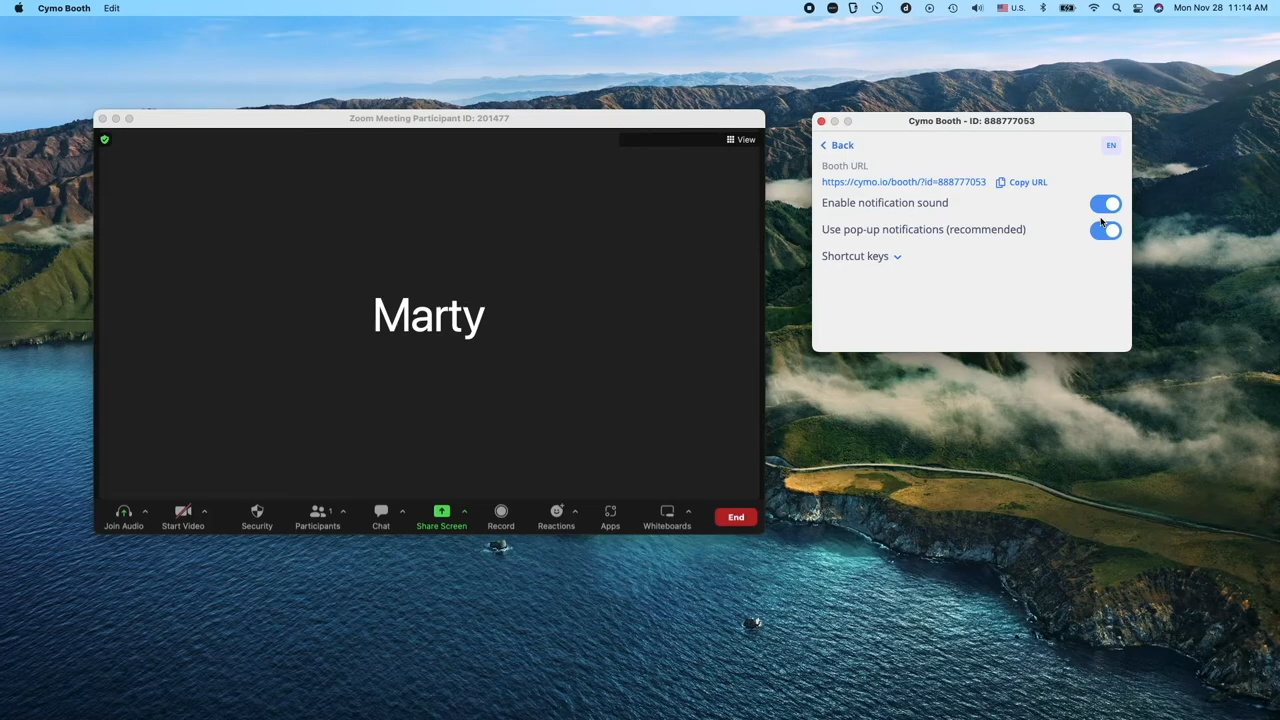 Cymo Booth Edit U.S. Mon Nov 28 11:14 AM
Zoom Meeting Participant ID: 201477
View
Marty
Join Audio Start Video Security Participants 1 Chat Share Screen Record Reactions Apps Whiteboards End
Cymo Booth - ID: 888777053
Back EN
Booth URL
https://cymo.io/booth/?id=888777053 Copy URL
Enable notification sound
Use pop-up notifications (recommended)
Shortcut keys